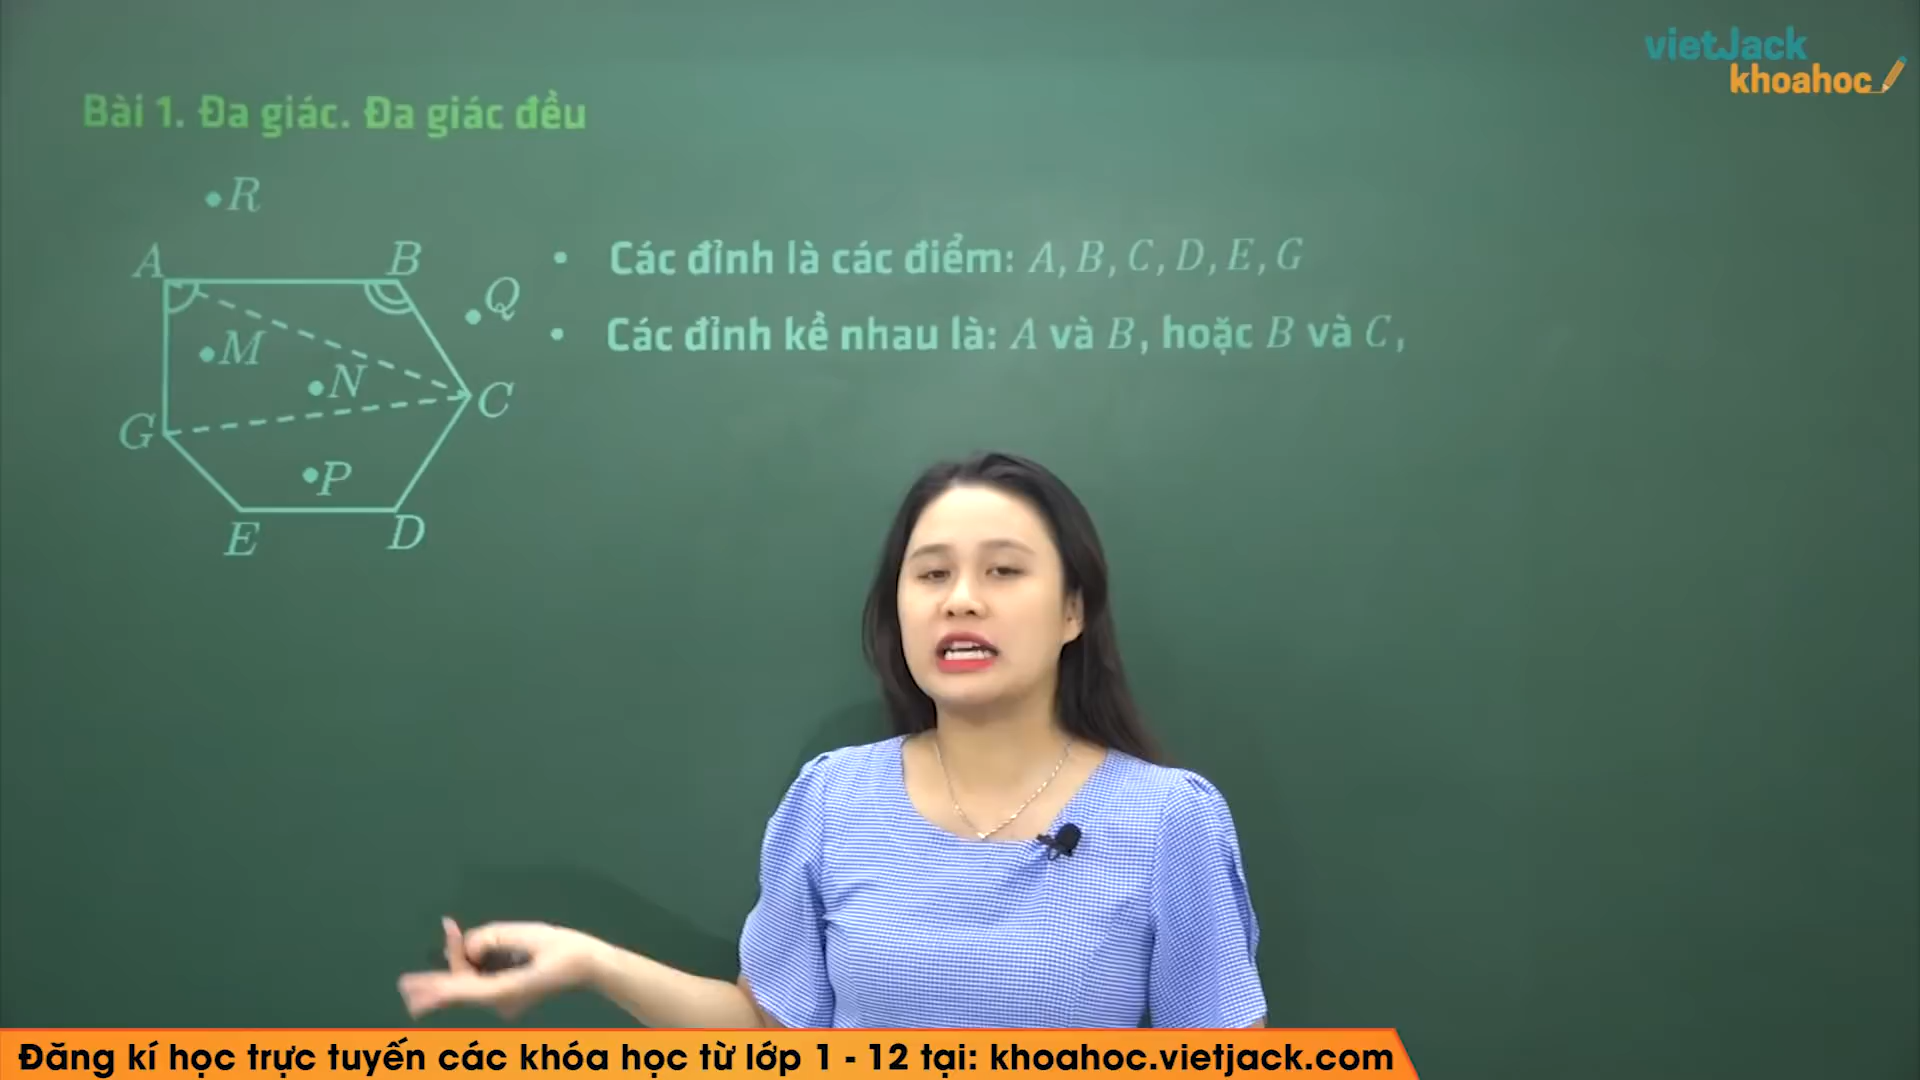 vietJack
khoahoc
Bài 1. Đa giác. Đa giác đều
R
A
B
Q
M
N
C
G
P
E
D
• Các đỉnh là các điểm: A, B, C, D, E, G
• Các đỉnh kề nhau là: A và B, hoặc B và C,
Đăng kí học trực tuyến các khóa học từ lớp 1 - 12 tại: khoahoc.vietjack.com